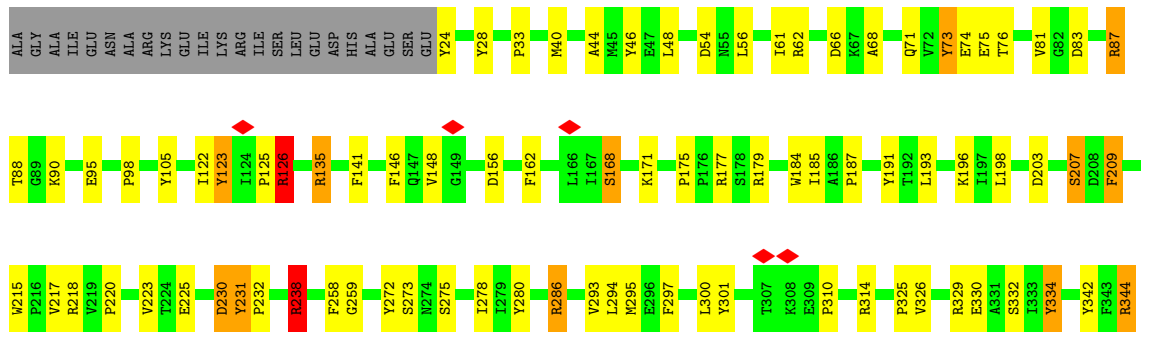 ALA GLY ALA ILE GLU ASN ALA ARG LYS GLU ILE LYS ARG ILE SER LEU GLU ASP HIS ALA GLU SER GLU Y24 Y28 P33 M40 A44 M45 Y46 E47 L48 D54 N55 L56 I61 R62 D66 K67 A68 Q71 V72 Y73 E74 E75 T76 V81 G82 D83 R87
T88 G89 K90 E95 P98 Y105 I122 Y123 I124 P125 R126 R135 F141 F146 Q147 V148 G149 D156 F162 L166 I167 S168 K171 P175 P176 R177 S178 R179 W184 I185 A186 P187 Y191 T192 L193 K196 I197 L198 D203 S207 D208 F209
W215 P216 V217 R218 V219 P220 V223 T224 E225 D230 Y231 P232 R238 F258 G259 Y272 S273 N274 S275 I278 I279 Y280 R286 V293 L294 M295 E296 F297 L300 Y301 T307 K308 E309 P310 R314 P325 V326 R329 E330 A331 S332 I333 Y334 Y342 F343 R344